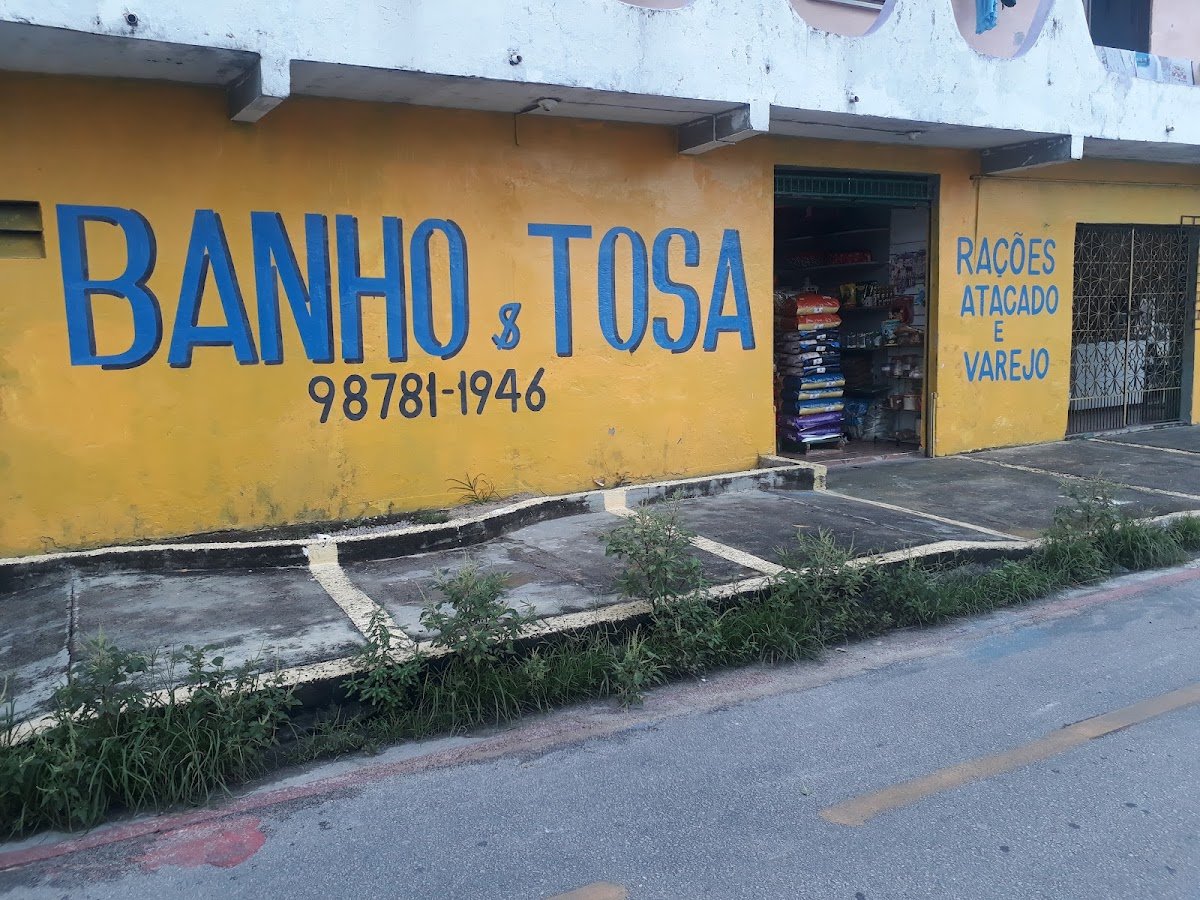 BANHO & TOSA
98781-1946
RAÇÕES
ATACADO
E
VAREJO